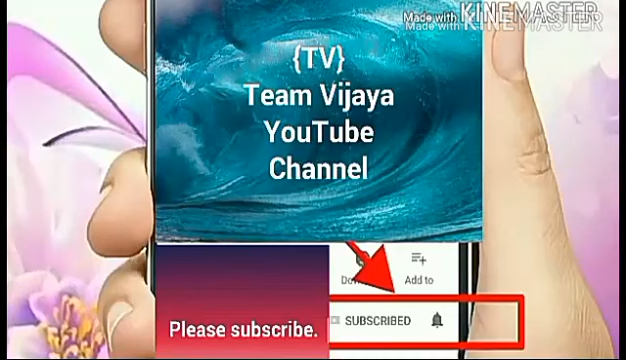 Made with KINEMASTER
{TV}
Team Vijaya
YouTube
Channel
Add to
SUBSCRIBED
Please subscribe.